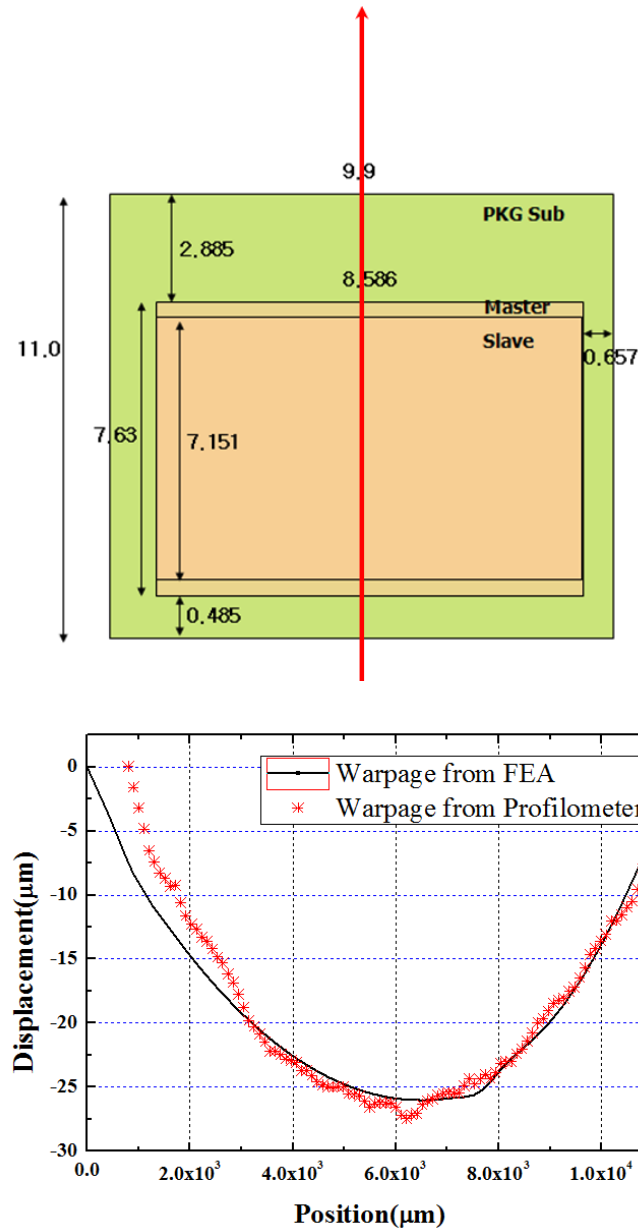 9.9
PKG Sub
2.885
8.586
Master
Slave
11.0
0.657
7.63
7.151
0.485
Warpage from FEA
Warpage from Profilometer
0
-5
-10
-15
-20
-25
-30
Displacement(μm)
0.0 2.0x10³ 4.0x10³ 6.0x10³ 8.0x10³ 1.0x10⁴
Position(μm)